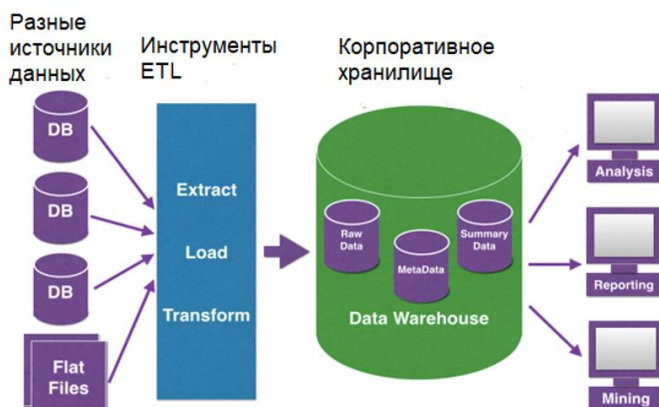 Разные
источники
данных
Инструменты
ETL
Корпоративное
хранилище
DB
DB
DB
Flat
Files
Extract
Load
Transform
Raw
Data
MetaData
Summary
Data
Data Warehouse
Analysis
Reporting
Mining